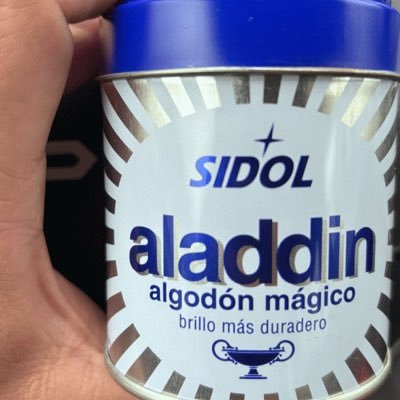 SIDOL
aladdin
algodón mágico
brillo más duradero